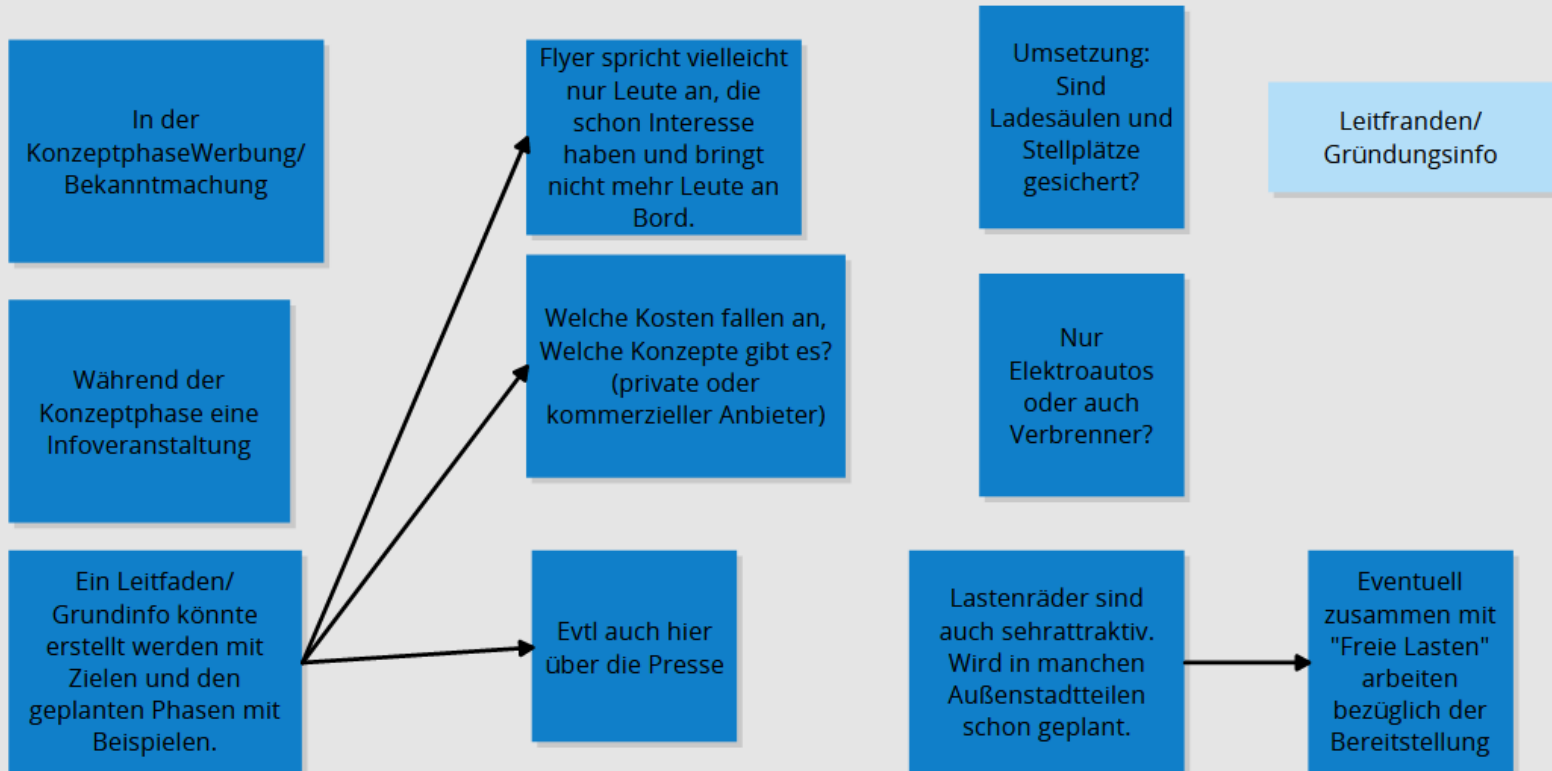 In der
KonzeptphaseWerbung/
Bekanntmachung
Während der
Konzeptphase eine
Infoveranstaltung
Ein Leitfaden/
Grundinfo könnte
erstellt werden mit
Zielen und den
geplanten Phasen mit
Beispielen.
Flyer spricht vielleicht
nur Leute an, die
schon Interesse
haben und bringt
nicht mehr Leute an
Bord.
Welche Kosten fallen an,
Welche Konzepte gibt es?
(private oder
kommerzieller Anbieter)
Evtl auch hier
über die Presse
Umsetzung:
Sind
Ladesäulen und
Stellplätze
gesichert?
Nur
Elektroautos
oder auch
Verbrenner?
Lastenräder sind
auch sehrattraktiv.
Wird in manchen
Außenstadtteilen
schon geplant.
Leitfranden/
Gründungsinfo
Eventuell
zusammen mit
"Freie Lasten"
arbeiten
bezüglich der
Bereitstellung